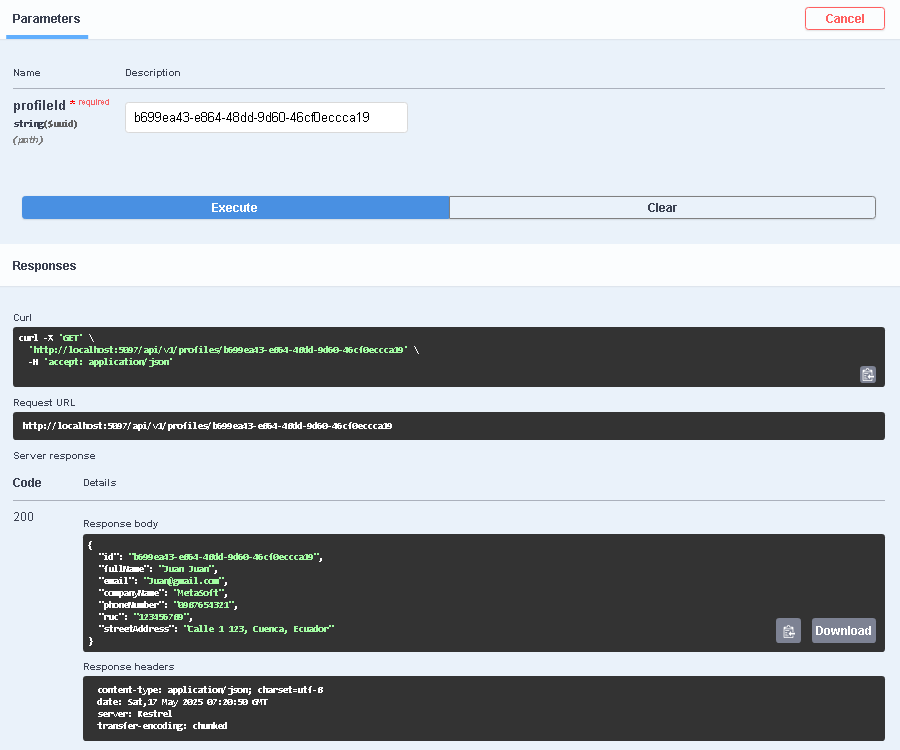 Parameters
Cancel
Name
Description
profileId * required
string($uuid)
(path)
b699ea43-e864-48dd-9d60-46cf0eccca19
Execute
Clear
Responses
Curl
curl -X 'GET' \
'http://localhost:5097/api/v1/profiles/b699ea43-e864-48dd-9d60-46cf0eccca19' \
-H 'accept: application/json'
Request URL
http://localhost:5097/api/v1/profiles/b699ea43-e864-48dd-9d60-46cf0eccca19
Server response
Code
Details
200
Response body
{
"id": "b699ea43-e864-48dd-9d60-46cf0eccca19",
"fullName": "Juan Juan",
"email": "Juan@gmail.com",
"companyName": "MetaSoft",
"phoneNumber": "0987654321",
"ruc": "123456789",
"streetAddress": "Calle 1 123, Cuenca, Ecuador"
}
Download
Response headers
content-type: application/json; charset=utf-8
date: Sat,17 May 2025 07:20:50 GMT
server: Kestrel
transfer-encoding: chunked